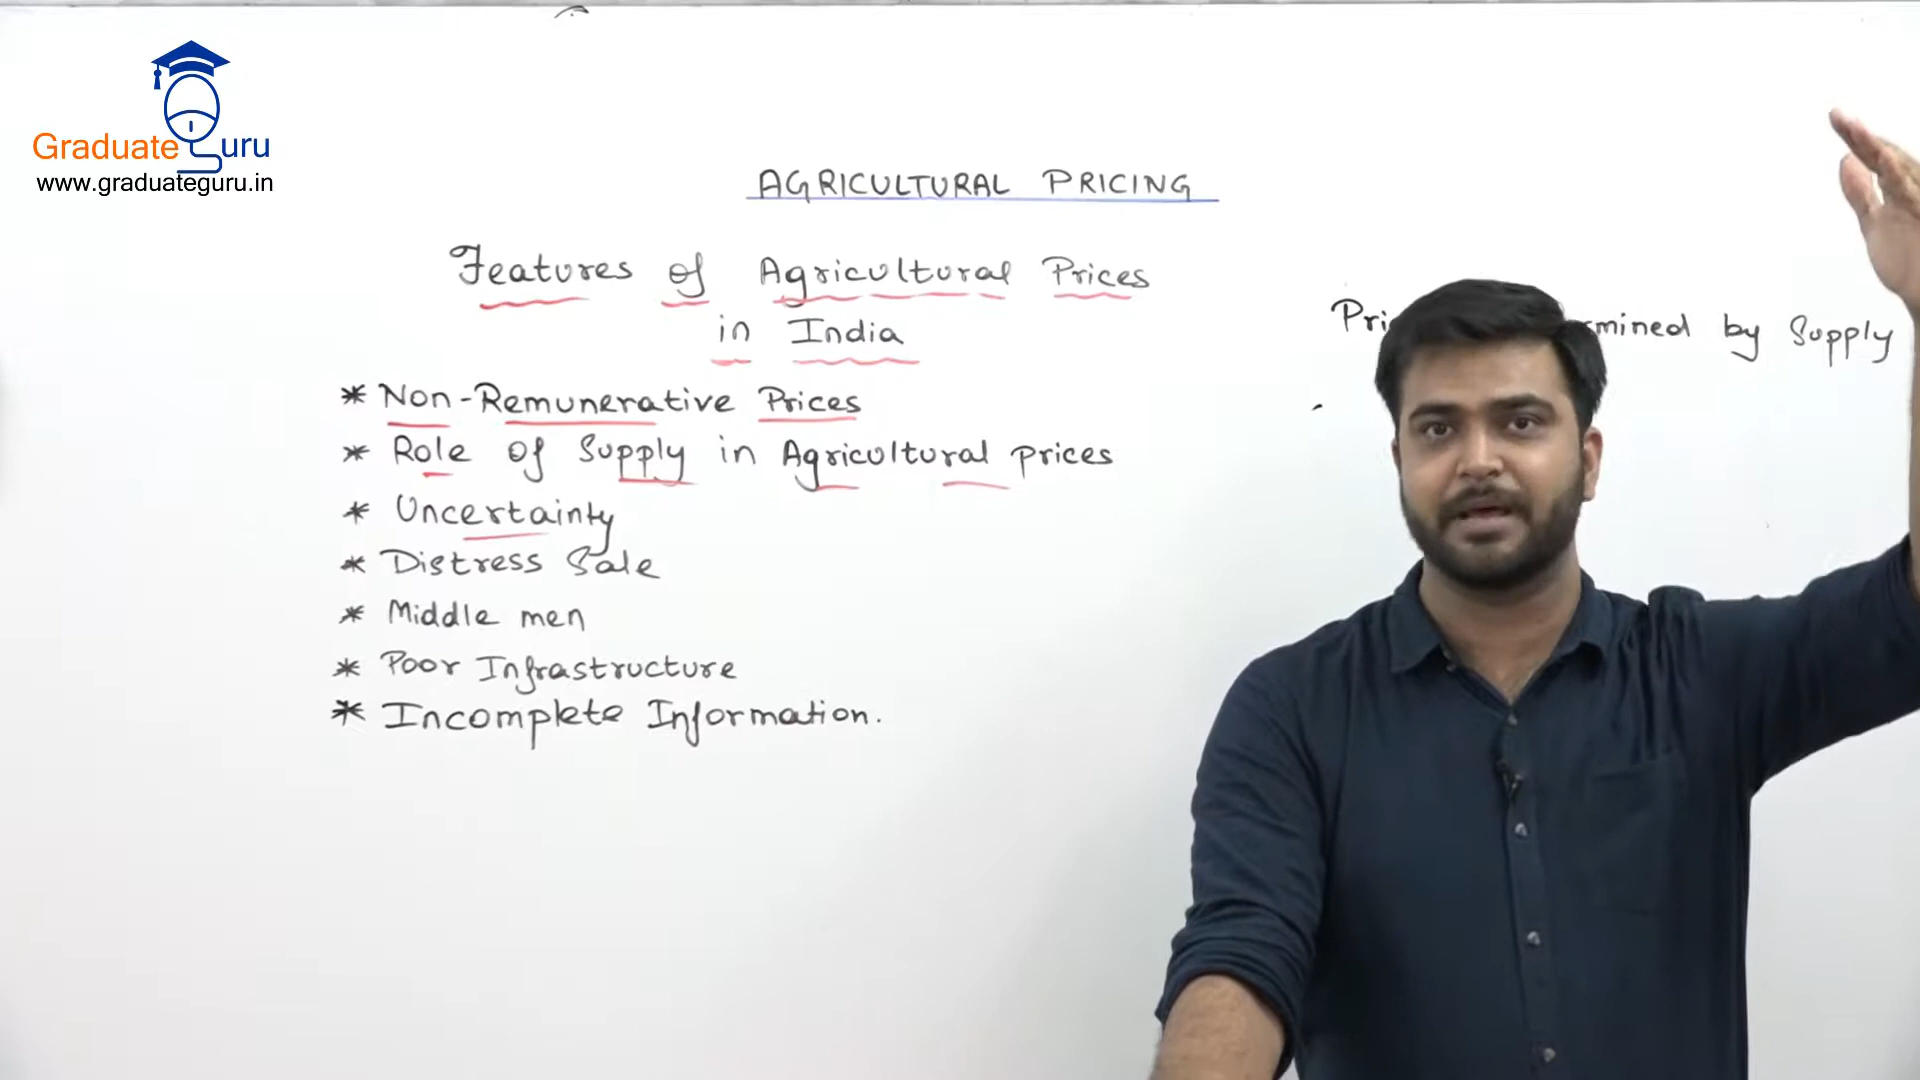 Graduate Guru
www.graduateguru.in
AGRICULTURAL PRICING
Features of Agricultural Prices
in India
* Non-Remunerative Prices
* Role of Supply in Agricultural prices
* Uncertainty
* Distress Sale
* Middle men
* Poor Infrastructure
* Incomplete Information.
by Supply